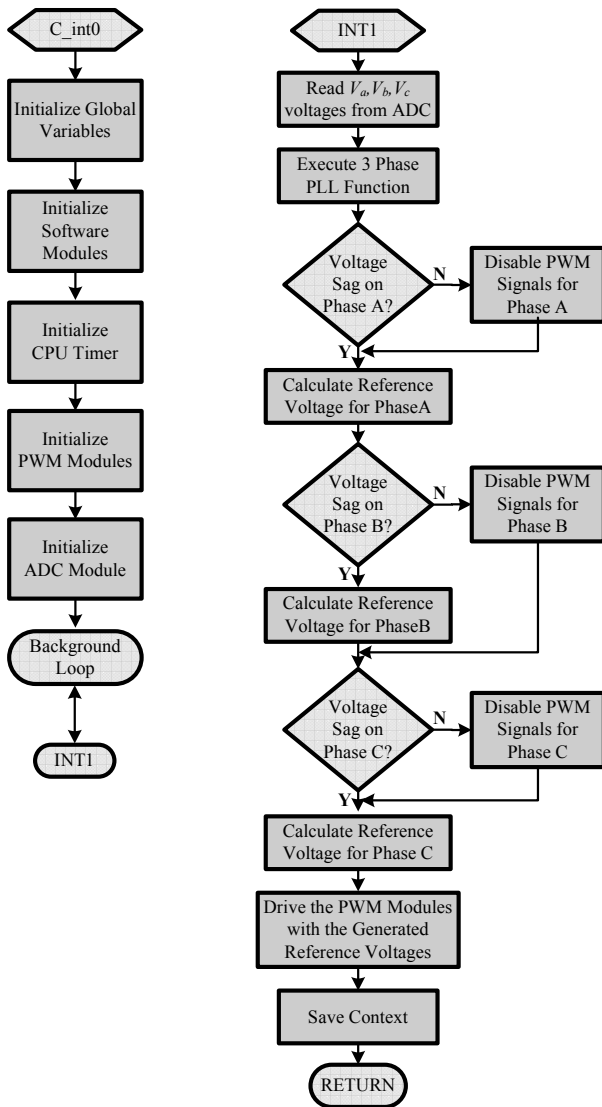 C_int0
Initialize Global
Variables
Initialize
Software
Modules
Initialize
CPU Timer
Initialize
PWM Modules
Initialize
ADC Module
Background
Loop
INT1
INT1
Read Va,Vb,Vc
voltages from ADC
Execute 3 Phase
PLL Function
Voltage
Sag on
Phase A?
N
Disable PWM
Signals for
Phase A
Y
Calculate Reference
Voltage for PhaseA
Voltage
Sag on
Phase B?
N
Disable PWM
Signals for
Phase B
Y
Calculate Reference
Voltage for PhaseB
Voltage
Sag on
Phase C?
N
Disable PWM
Signals for
Phase C
Y
Calculate Reference
Voltage for Phase C
Drive the PWM Modules
with the Generated
Reference Voltages
Save Context
RETURN